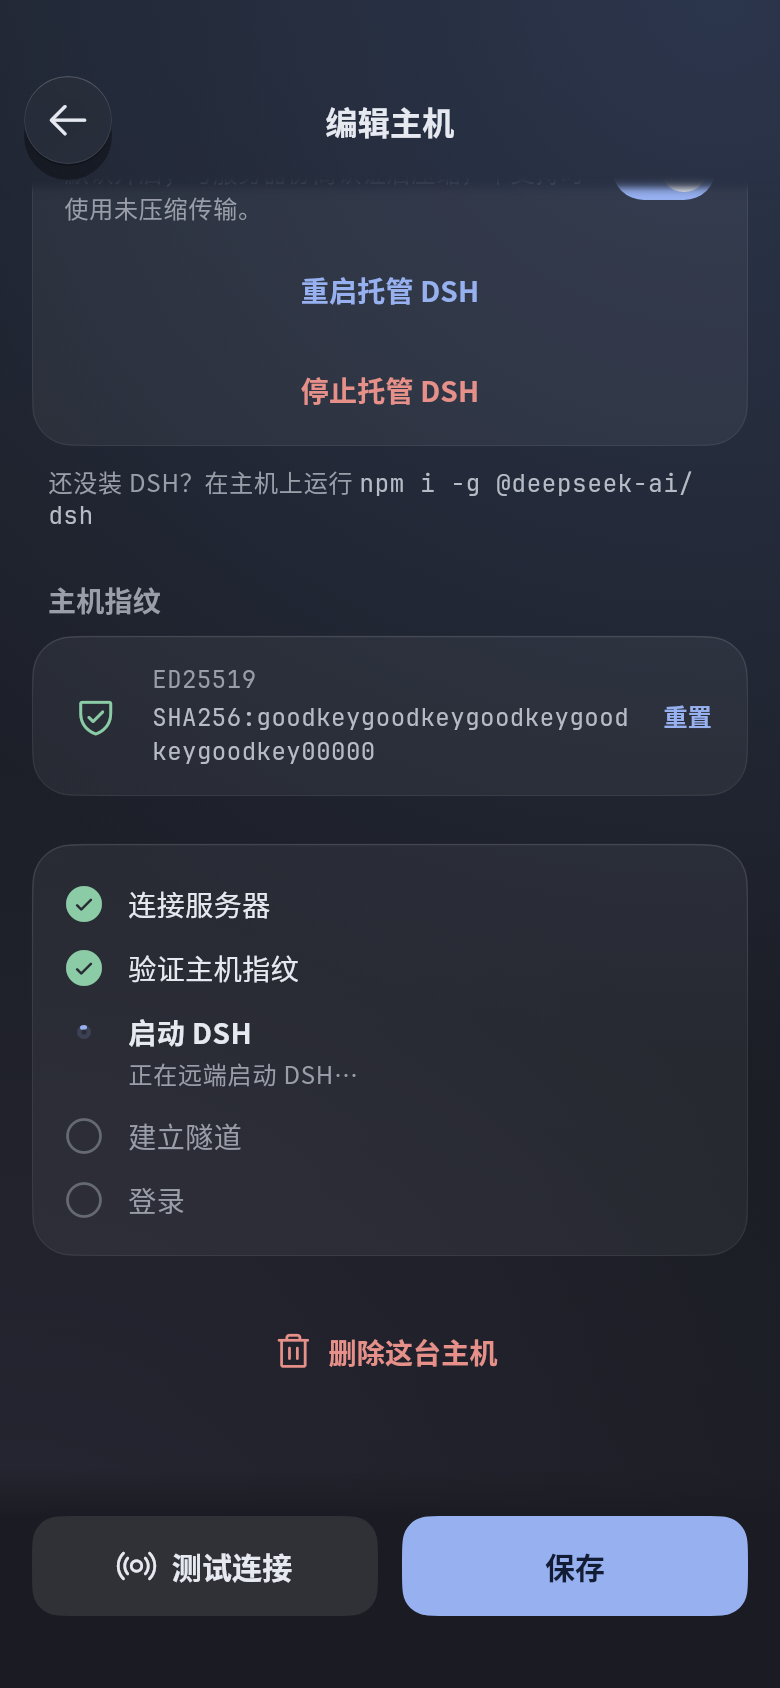 编辑主机
使用未压缩传输。
重启托管 DSH
停止托管 DSH
还没装 DSH？在主机上运行 npm i -g @deepseek-ai/
dsh
主机指纹
ED25519
SHA256:goodkeygoodkeygoodkeygood
keygoodkey00000
重置
连接服务器
验证主机指纹
启动 DSH
正在远端启动 DSH…
建立隧道
登录
删除这台主机
测试连接
保存